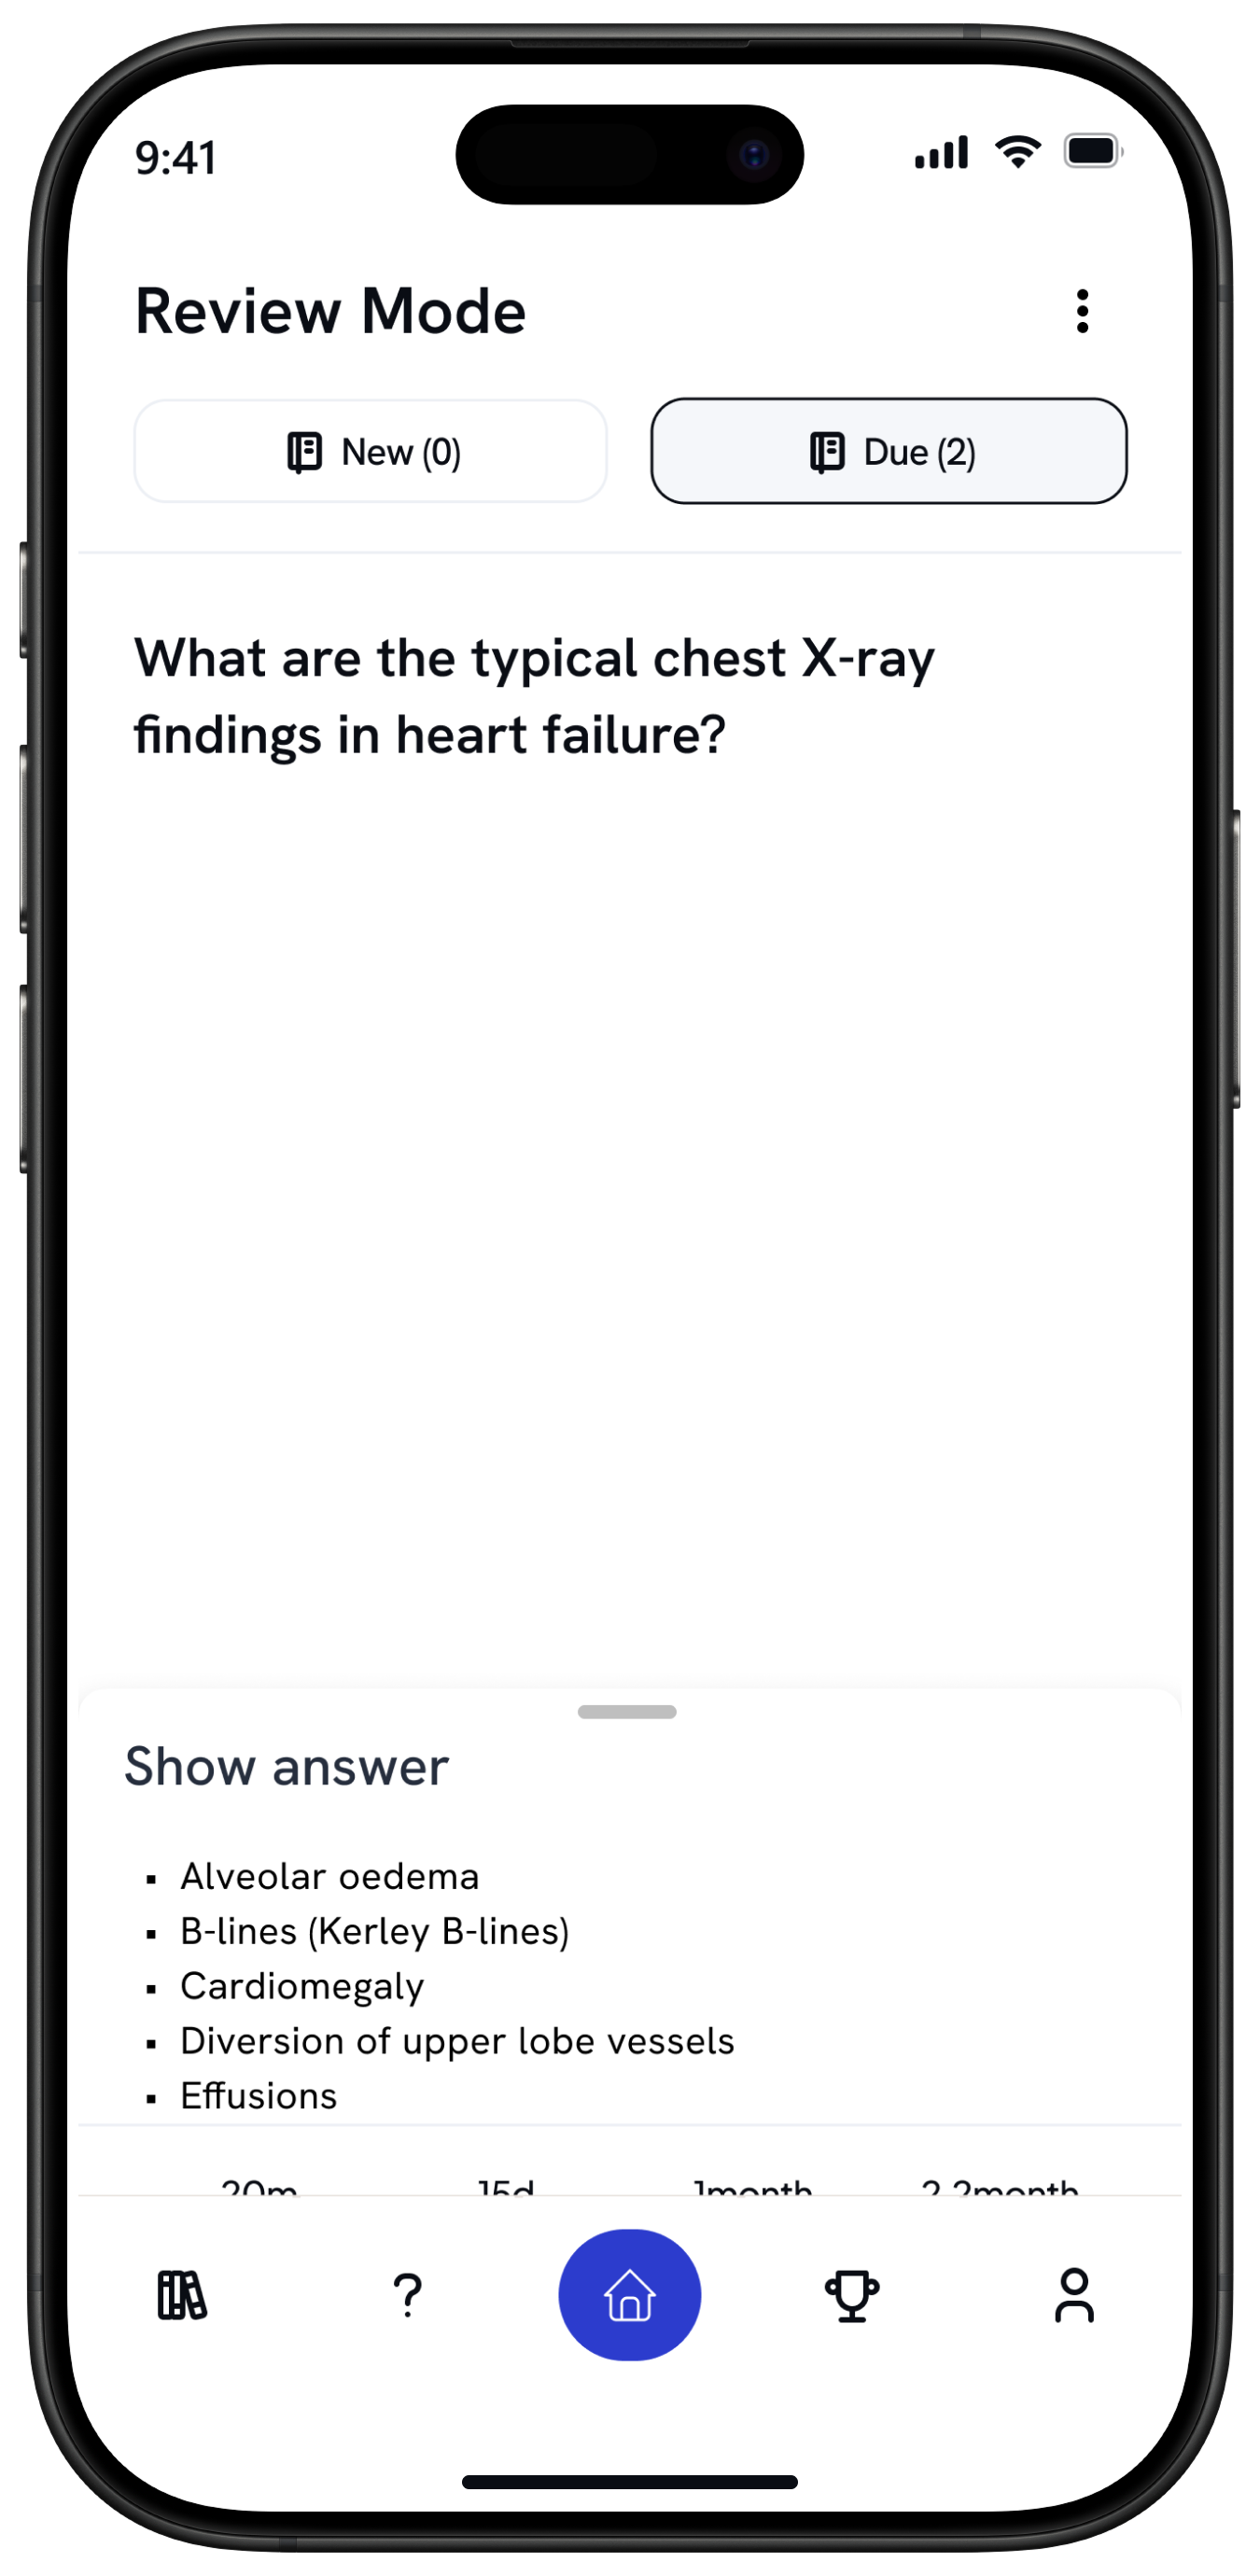 9:41
Review Mode
New (0)
Due (2)
What are the typical chest X-ray
findings in heart failure?
Show answer
▪ Alveolar oedema
▪ B-lines (Kerley B-lines)
▪ Cardiomegaly
▪ Diversion of upper lobe vessels
▪ Effusions
20m 15d 1month 2.2month